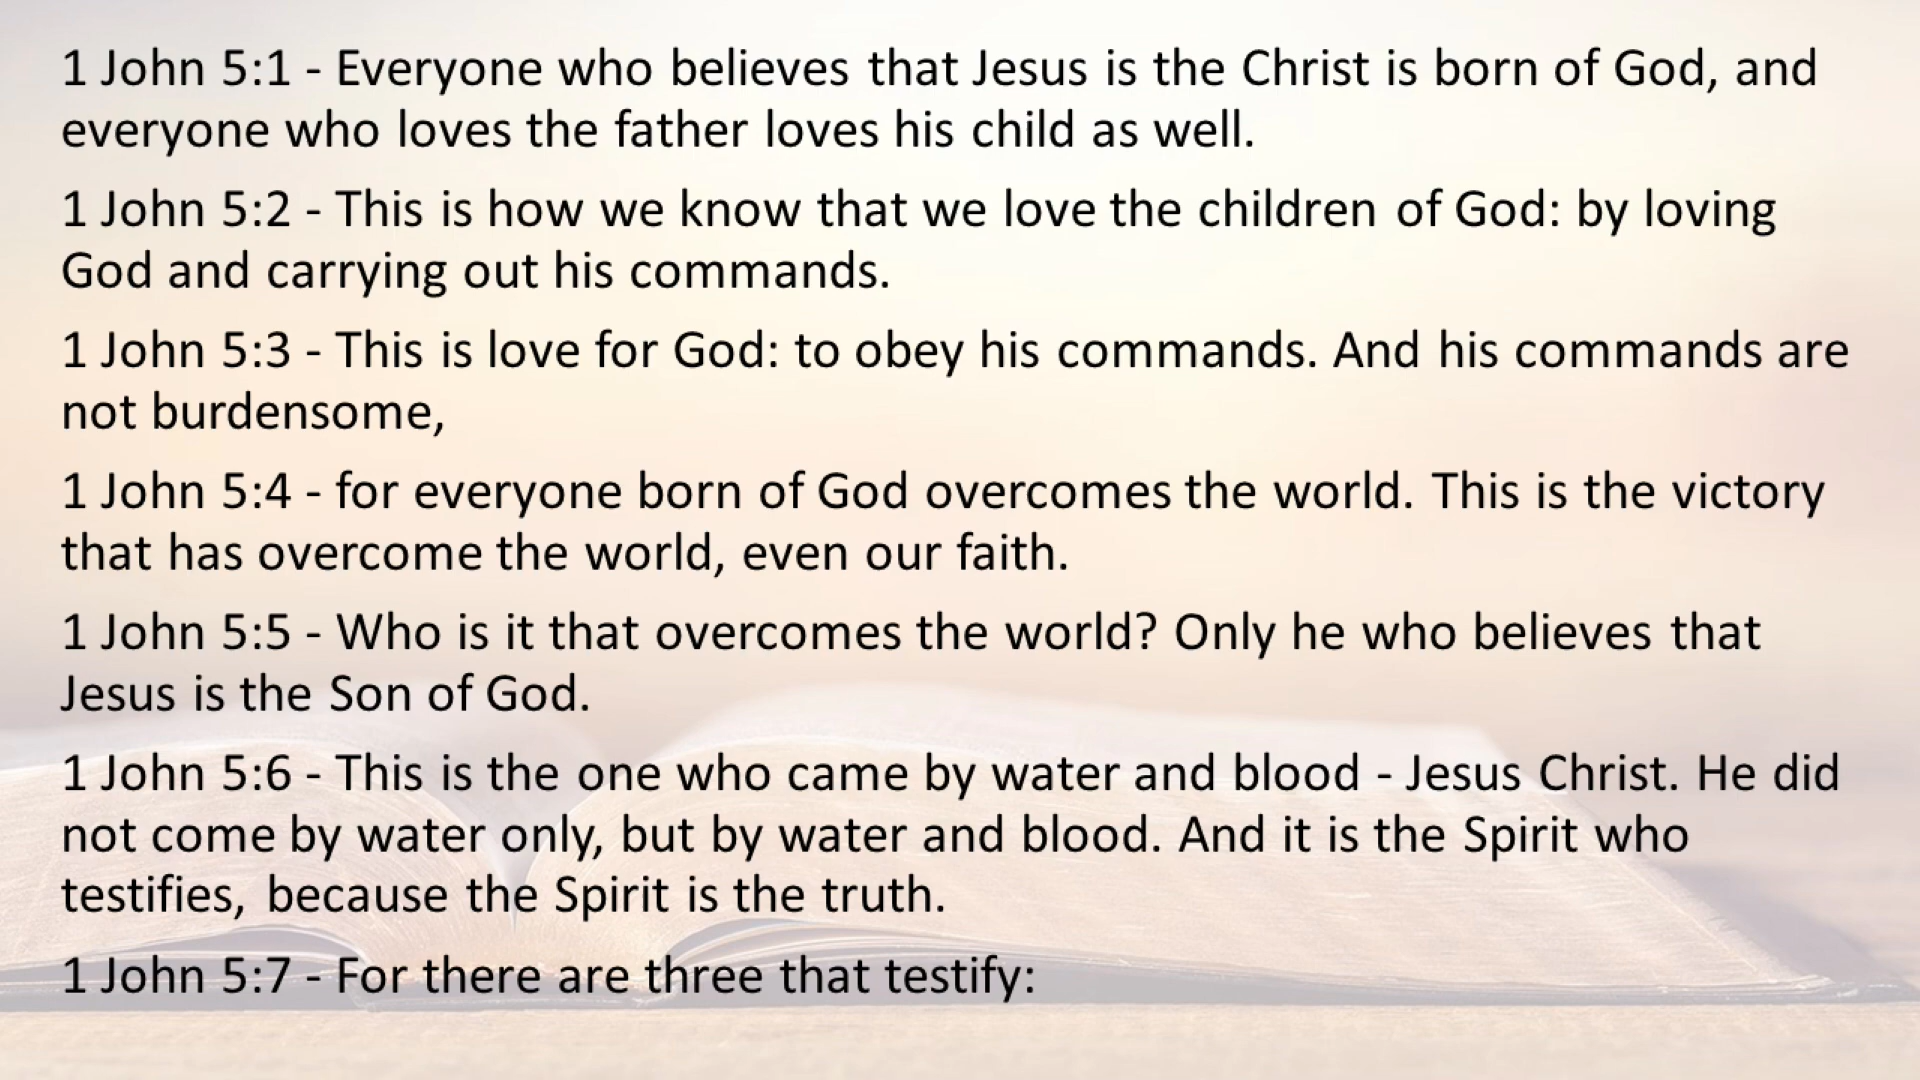 1 John 5:1 - Everyone who believes that Jesus is the Christ is born of God, and
everyone who loves the father loves his child as well.
1 John 5:2 - This is how we know that we love the children of God: by loving
God and carrying out his commands.
1 John 5:3 - This is love for God: to obey his commands. And his commands are
not burdensome,
1 John 5:4 - for everyone born of God overcomes the world. This is the victory
that has overcome the world, even our faith.
1 John 5:5 - Who is it that overcomes the world? Only he who believes that
Jesus is the Son of God.
1 John 5:6 - This is the one who came by water and blood - Jesus Christ. He did
not come by water only, but by water and blood. And it is the Spirit who
testifies, because the Spirit is the truth.
1 John 5:7 - For there are three that testify: